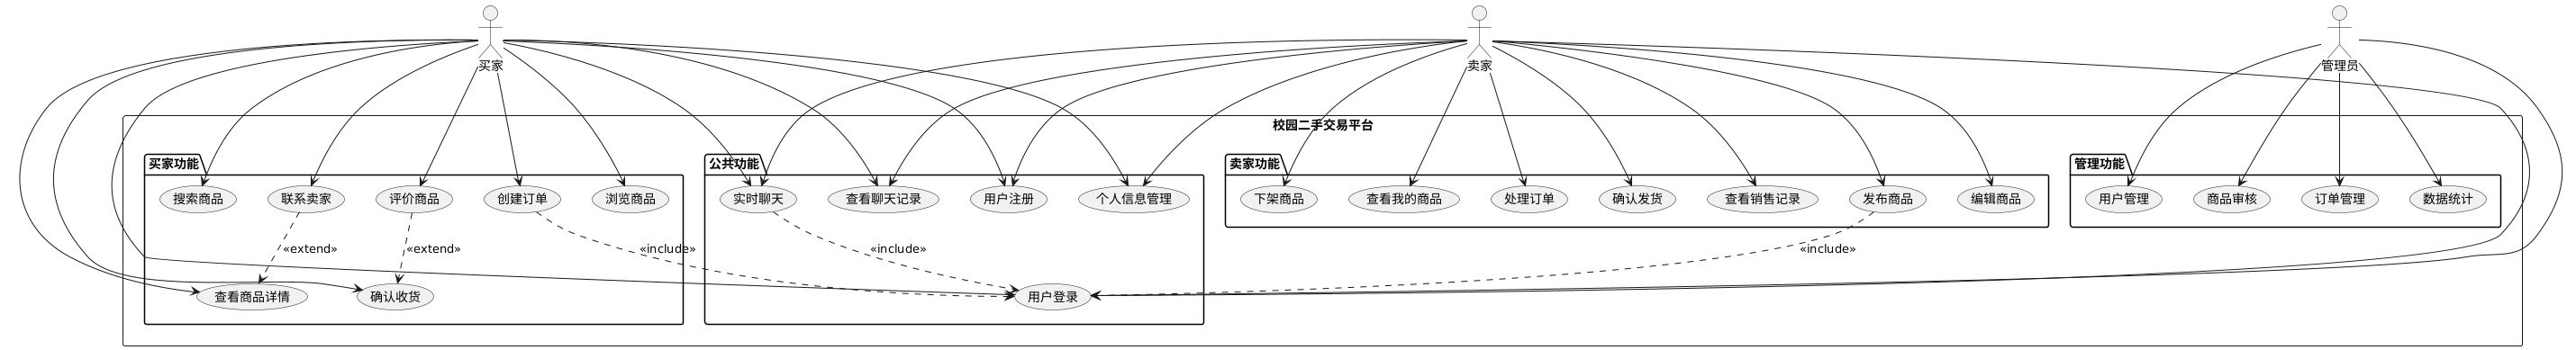 买家
卖家
管理员
校园二手交易平台
买家功能
公共功能
卖家功能
管理功能
搜索商品
联系卖家
评价商品
创建订单
浏览商品
实时聊天
查看聊天记录
用户注册
个人信息管理
下架商品
查看我的商品
处理订单
确认发货
查看销售记录
发布商品
编辑商品
用户管理
商品审核
订单管理
数据统计
«extend»
«extend»
«include»
«include»
«include»
查看商品详情
确认收货
用户登录